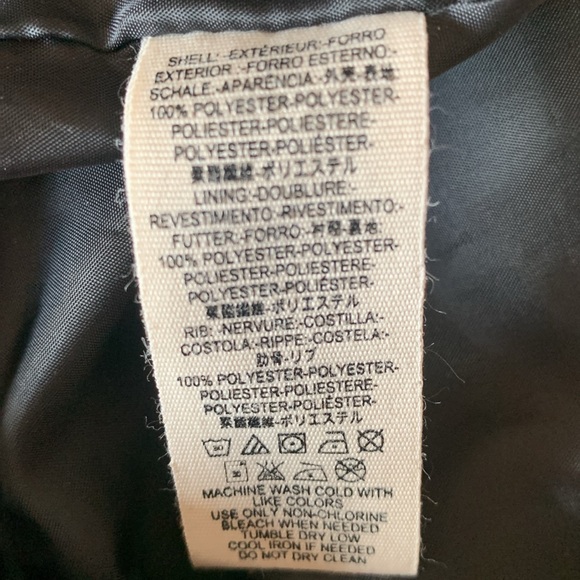 SHELL:-EXTÉRIEUR:-FORRO
EXTERIOR:-FORRO ESTERNO:-
SCHALE:-APARÊNCIA:-外来-表地
100% POLYESTER-POLYESTER-
POLIESTER-POLIESTERE-
POLYESTER-POLIÉSTER-
聚酯纖維-ポリエステル
LINING:-DOUBLURE:-
REVESTIMIENTO-RIVESTIMENTO:-
FUTTER:-FORRO:-衬裡-裏地:
100% POLYESTER-POLYESTER-
POLIESTER-POLIESTERE-
POLYESTER-POLIÉSTER-
聚酯纖維-ポリエステル
RIB:-NERVURE:-COSTILLA:-
COSTOLA:-RIPPE:-COSTELA:-
肋骨-リブ
100% POLYESTER-POLYESTER-
POLIESTER-POLIESTERE-
POLYESTER-POLIÉSTER-
聚酯纖維-ポリエステル
30
MACHINE WASH COLD WITH
LIKE COLORS
USE ONLY NON-CHLORINE
BLEACH WHEN NEEDED
TUMBLE DRY LOW
COOL IRON IF NEEDED
DO NOT DRY CLEAN